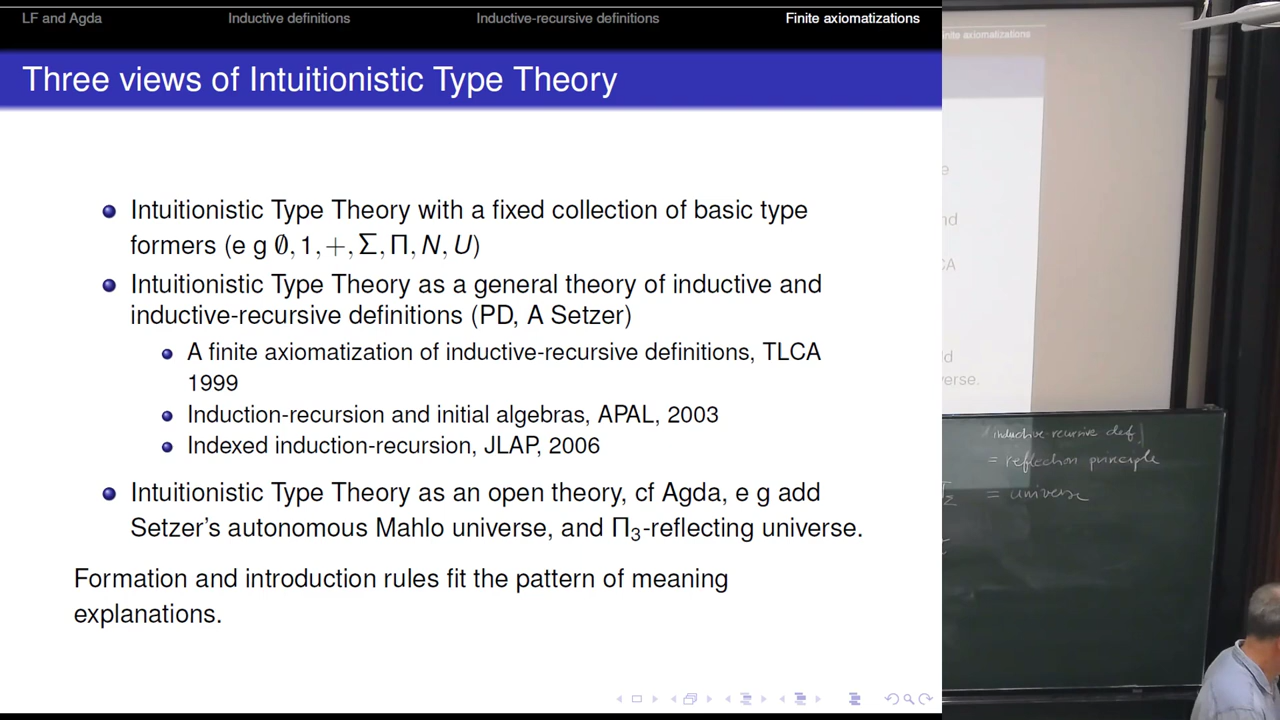 LF and Agda Inductive definitions Inductive-recursive definitions Finite axiomatizations
Three views of Intuitionistic Type Theory
Intuitionistic Type Theory with a fixed collection of basic type
formers (e g ∅, 1, +, Σ, Π, N, U)
Intuitionistic Type Theory as a general theory of inductive and
inductive-recursive definitions (PD, A Setzer)
A finite axiomatization of inductive-recursive definitions, TLCA
1999
Induction-recursion and initial algebras, APAL, 2003
Indexed induction-recursion, JLAP, 2006
Intuitionistic Type Theory as an open theory, cf Agda, e g add
Setzer's autonomous Mahlo universe, and Π₃-reflecting universe.
Formation and introduction rules fit the pattern of meaning
explanations.
finite axiomatizations
CA
erse.
inductive-recursive def.
= reflection principle
= universe